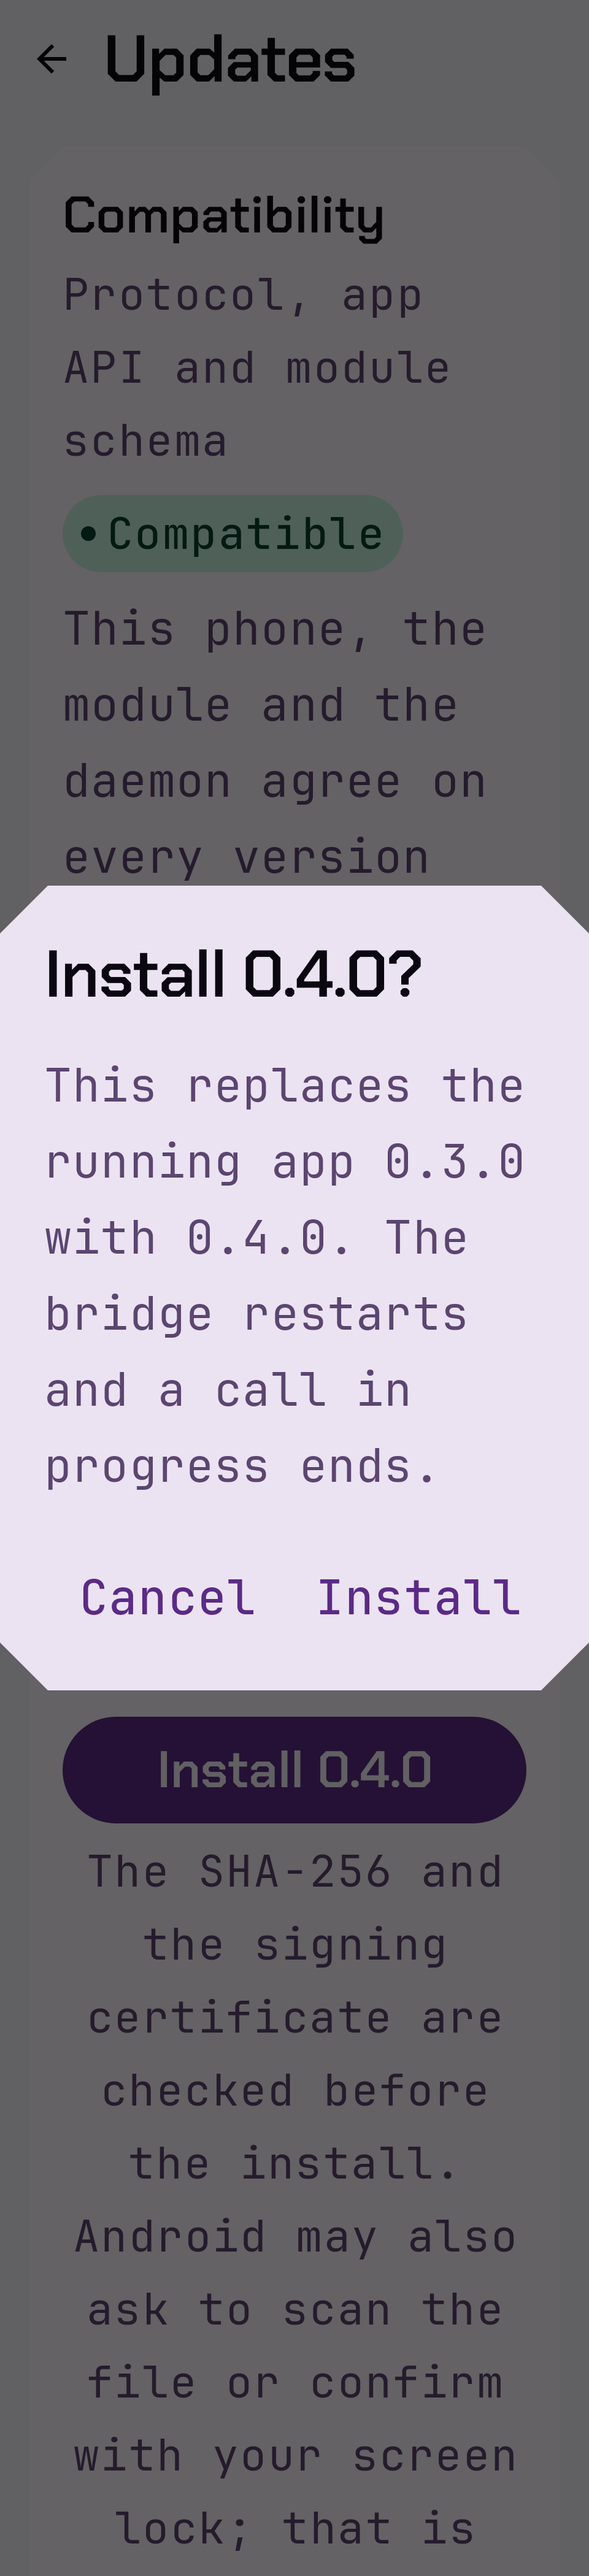 Updates
Compatibility
Protocol, app
API and module
schema
Compatible
This phone, the
module and the
daemon agree on
every version
Install 0.4.0?
This replaces the
running app 0.3.0
with 0.4.0. The
bridge restarts
and a call in
progress ends.
Cancel Install
Install 0.4.0
The SHA-256 and
the signing
certificate are
checked before
the install.
Android may also
ask to scan the
file or confirm
with your screen
lock; that is